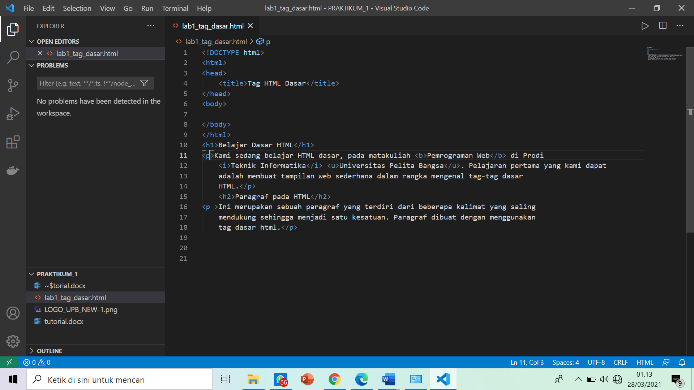 File Edit Selection View Go Run Terminal Help
lab1_tag_dasar.html - PRAKTIKUM_1 - Visual Studio Code
EXPLORER
OPEN EDITORS
lab1_tag_dasar.html
PROBLEMS
Filter (e.g. text, **/*.ts, !**/node_...
No problems have been detected in the
workspace.
PRAKTIKUM_1
~$torial.docx
lab1_tag_dasar.html
LOGO_UPB_NEW-1.png
tutorial.docx
OUTLINE
lab1_tag_dasar.html
lab1_tag_dasar.html > p
1 <!DOCTYPE html>
2 <html>
3 <head>
4 <title>Tag HTML Dasar</title>
5 </head>
6 <body>
7
8 </body>
9 </html>
10 <h1>Belajar Dasar HTML</h1>
11 <p>Kami sedang belajar HTML dasar, pada matakuliah <b>Pemrograman Web</b> di Prodi
12 <i>Teknik Informatika</i> <u>Universitas Pelita Bangsa</u>. Pelajaran pertama yang kami dapat
13 adalah membuat tampilan web sederhana dalam rangka mengenal tag-tag dasar
14 HTML.</p>
15 <h2>Paragraf pada HTML</h2>
16 <p >Ini merupakan sebuah paragraf yang terdiri dari beberapa kalimat yang saling
17 mendukung sehingga menjadi satu kesatuan. Paragraf dibuat dengan menggunakan
18 tag dasar html.</p>
19
20
21
0 0
Ln 11, Col 3 Spaces: 4 UTF-8 CRLF HTML
Ketik di sini untuk mencari
56
01.13
28/03/2021